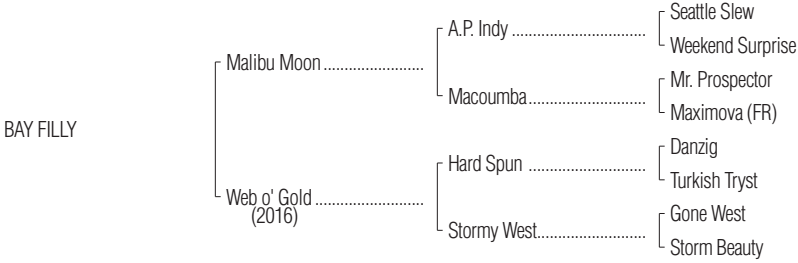 Seattle Slew
A.P. Indy ................................
Weekend Surprise
Malibu Moon ........................
Mr. Prospector
Macoumba ............................
Maximova (FR)
BAY FILLY
Danzig
Hard Spun ............................
Turkish Tryst
Web o' Gold ..........................
(2016)
Gone West
Stormy West..........................
Storm Beauty